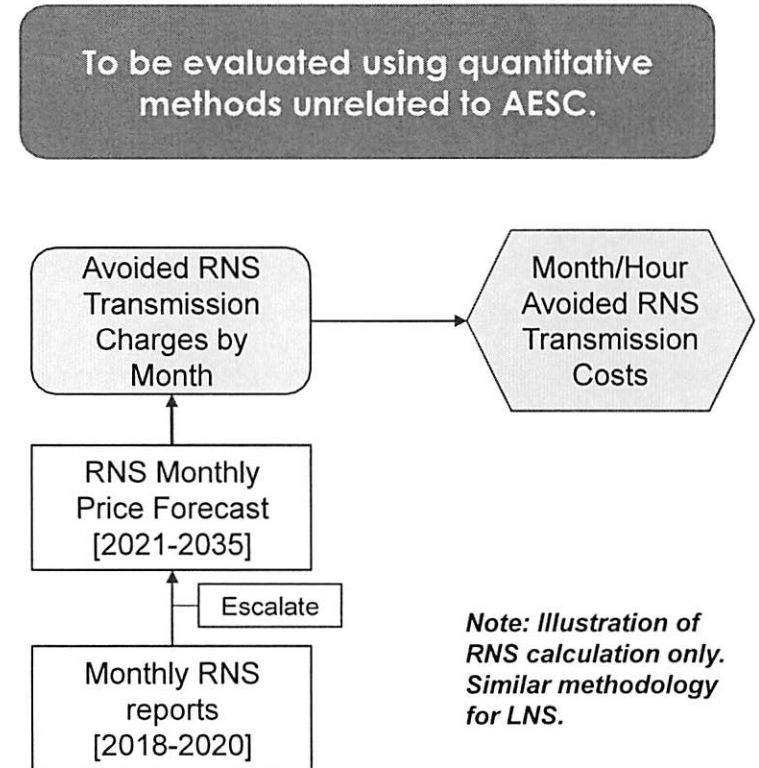 To be evaluated using quantitative
methods unrelated to AESC.
Avoided RNS
Transmission
Charges by
Month
Month/Hour
Avoided RNS
Transmission
Costs
RNS Monthly
Price Forecast
[2021-2035]
Escalate
Monthly RNS
reports
[2018-2020]
Note: Illustration of
RNS calculation only.
Similar methodology
for LNS.